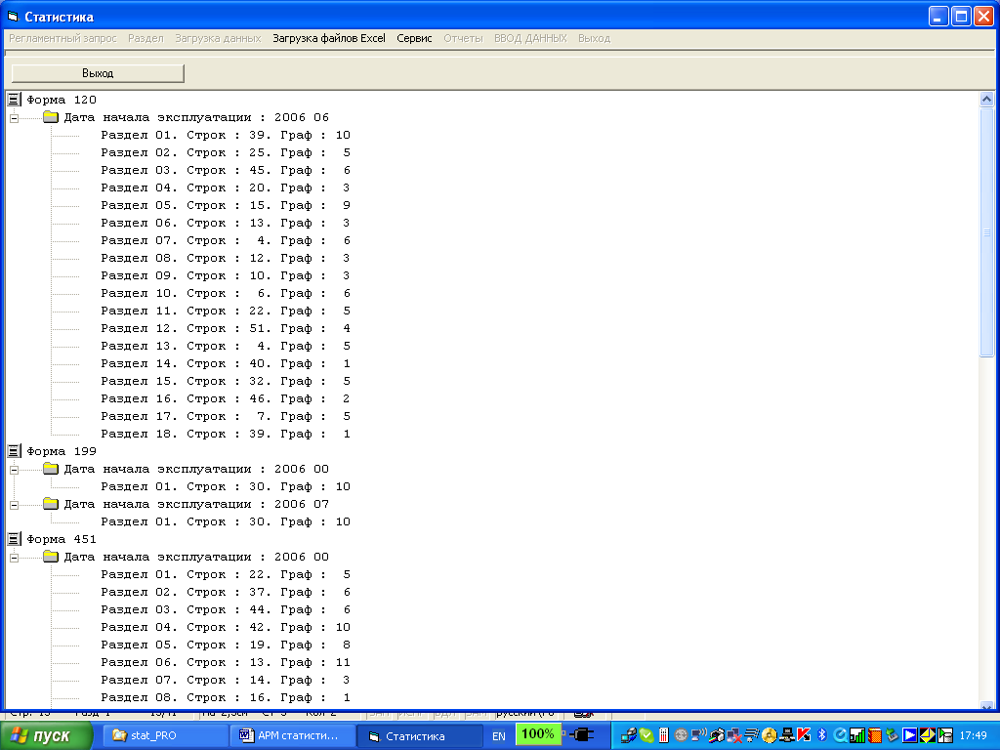 Статистика
Регламентный запрос Раздел Загрузка данных Загрузка файлов Excel Сервис Отчеты ВВОД ДАННЫХ Выход
Выход
Форма 120
Дата начала эксплуатации : 2006 06
Раздел 01. Строк : 39. Граф : 10
Раздел 02. Строк : 25. Граф : 5
Раздел 03. Строк : 45. Граф : 6
Раздел 04. Строк : 20. Граф : 3
Раздел 05. Строк : 15. Граф : 9
Раздел 06. Строк : 13. Граф : 3
Раздел 07. Строк : 4. Граф : 6
Раздел 08. Строк : 12. Граф : 3
Раздел 09. Строк : 10. Граф : 3
Раздел 10. Строк : 6. Граф : 6
Раздел 11. Строк : 22. Граф : 5
Раздел 12. Строк : 51. Граф : 4
Раздел 13. Строк : 4. Граф : 5
Раздел 14. Строк : 40. Граф : 1
Раздел 15. Строк : 32. Граф : 5
Раздел 16. Строк : 46. Граф : 2
Раздел 17. Строк : 7. Граф : 5
Раздел 18. Строк : 39. Граф : 1
Форма 199
Дата начала эксплуатации : 2006 00
Раздел 01. Строк : 30. Граф : 10
Дата начала эксплуатации : 2006 07
Раздел 01. Строк : 30. Граф : 10
Форма 451
Дата начала эксплуатации : 2006 00
Раздел 01. Строк : 22. Граф : 5
Раздел 02. Строк : 37. Граф : 6
Раздел 03. Строк : 44. Граф : 6
Раздел 04. Строк : 42. Граф : 10
Раздел 05. Строк : 19. Граф : 8
Раздел 06. Строк : 13. Граф : 11
Раздел 07. Строк : 14. Граф : 3
Раздел 08. Строк : 16. Граф : 1
пуск stat_PRO АРМ статисти... Статистика EN 100% 17:49